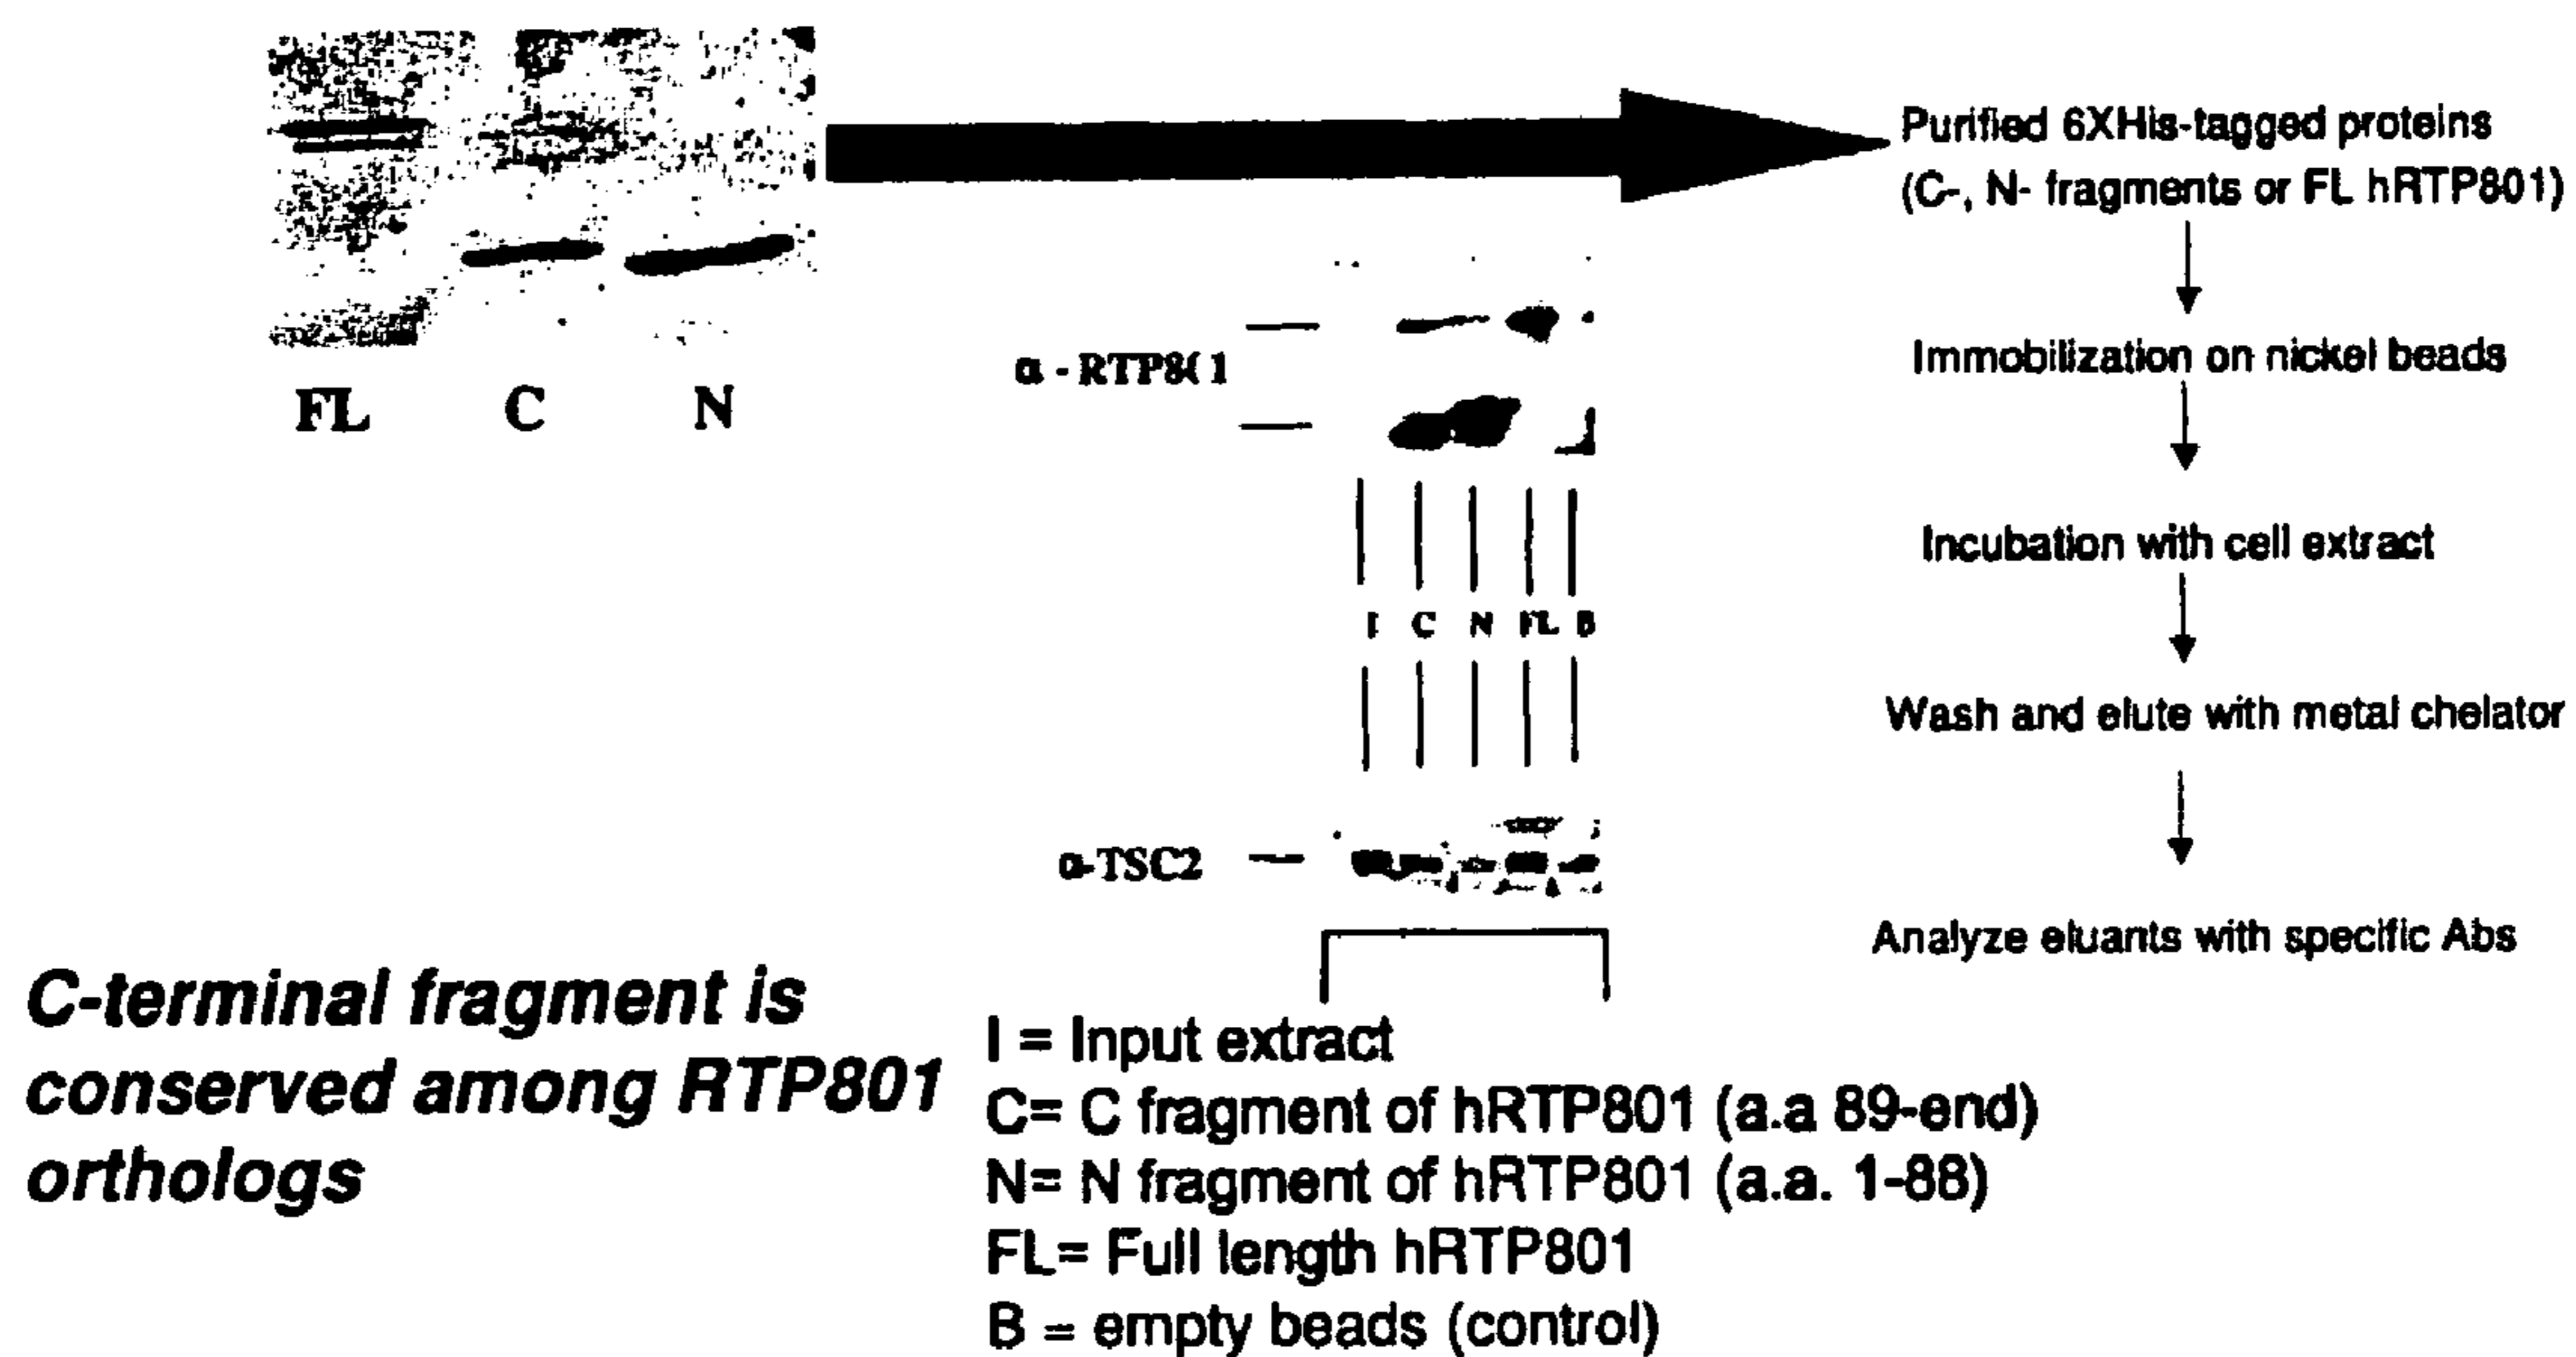 Purified 6XHis-tagged proteins
(C-, N- fragments or FL hRTP801)
Immobilization on nickel beads
Incubation with cell extract
Wash and elute with metal chelator
Analyze eluants with specific Abs
FL C N
α - RTP8( 1
I C N FL B
α-TSC2
C-terminal fragment is
conserved among RTP801
orthologs
I = Input extract
C= C fragment of hRTP801 (a.a 89-end)
N= N fragment of hRTP801 (a.a. 1-88)
FL= Full length hRTP801
B = empty beads (control)